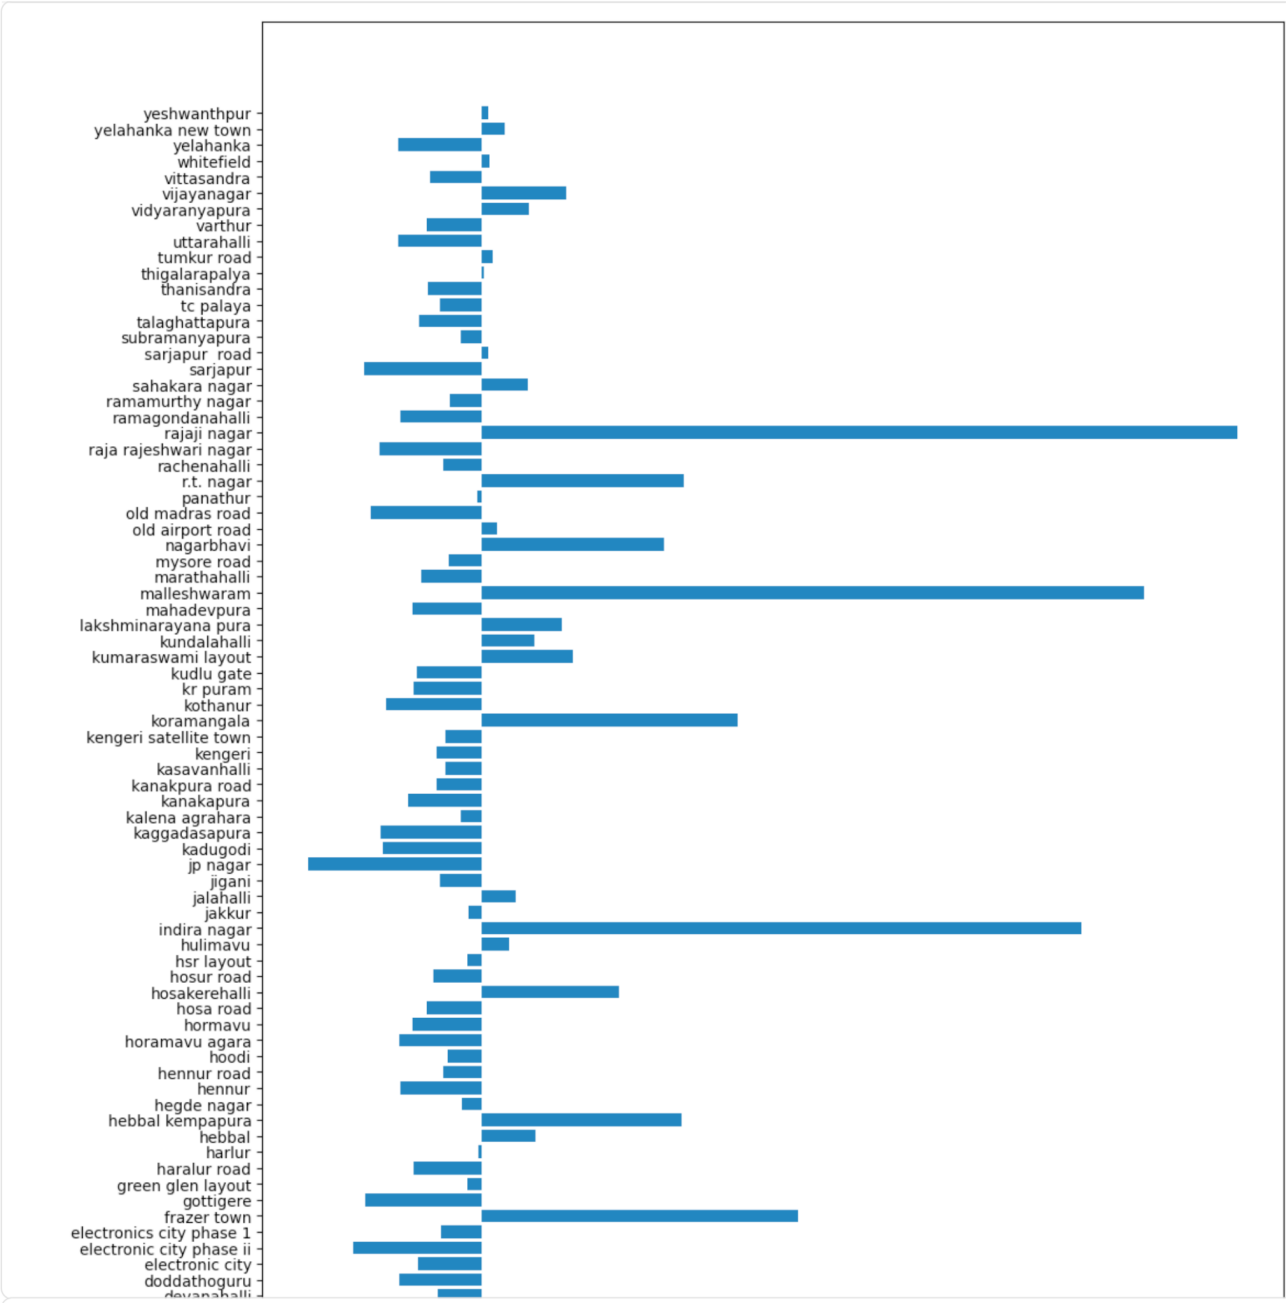 yeshwanthpur
yelahanka new town
yelahanka
whitefield
vittasandra
vijayanagar
vidyaranyapura
varthur
uttarahalli
tumkur road
thigalarapalya
thanisandra
tc palaya
talaghattapura
subramanyapura
sarjapur  road
sarjapur
sahakara nagar
ramamurthy nagar
ramagondanahalli
rajaji nagar
raja rajeshwari nagar
rachenahalli
r.t. nagar
panathur
old madras road
old airport road
nagarbhavi
mysore road
marathahalli
malleshwaram
mahadevpura
lakshminarayana pura
kundalahalli
kumaraswami layout
kudlu gate
kr puram
kothanur
koramangala
kengeri satellite town
kengeri
kasavanhalli
kanakpura road
kanakapura
kalena agrahara
kaggadasapura
kadugodi
jp nagar
jigani
jalahalli
jakkur
indira nagar
hulimavu
hsr layout
hosur road
hosakerehalli
hosa road
hormavu
horamavu agara
hoodi
hennur road
hennur
hegde nagar
hebbal kempapura
hebbal
harlur
haralur road
green glen layout
gottigere
frazer town
electronics city phase 1
electronic city phase ii
electronic city
doddathoguru
devanahalli